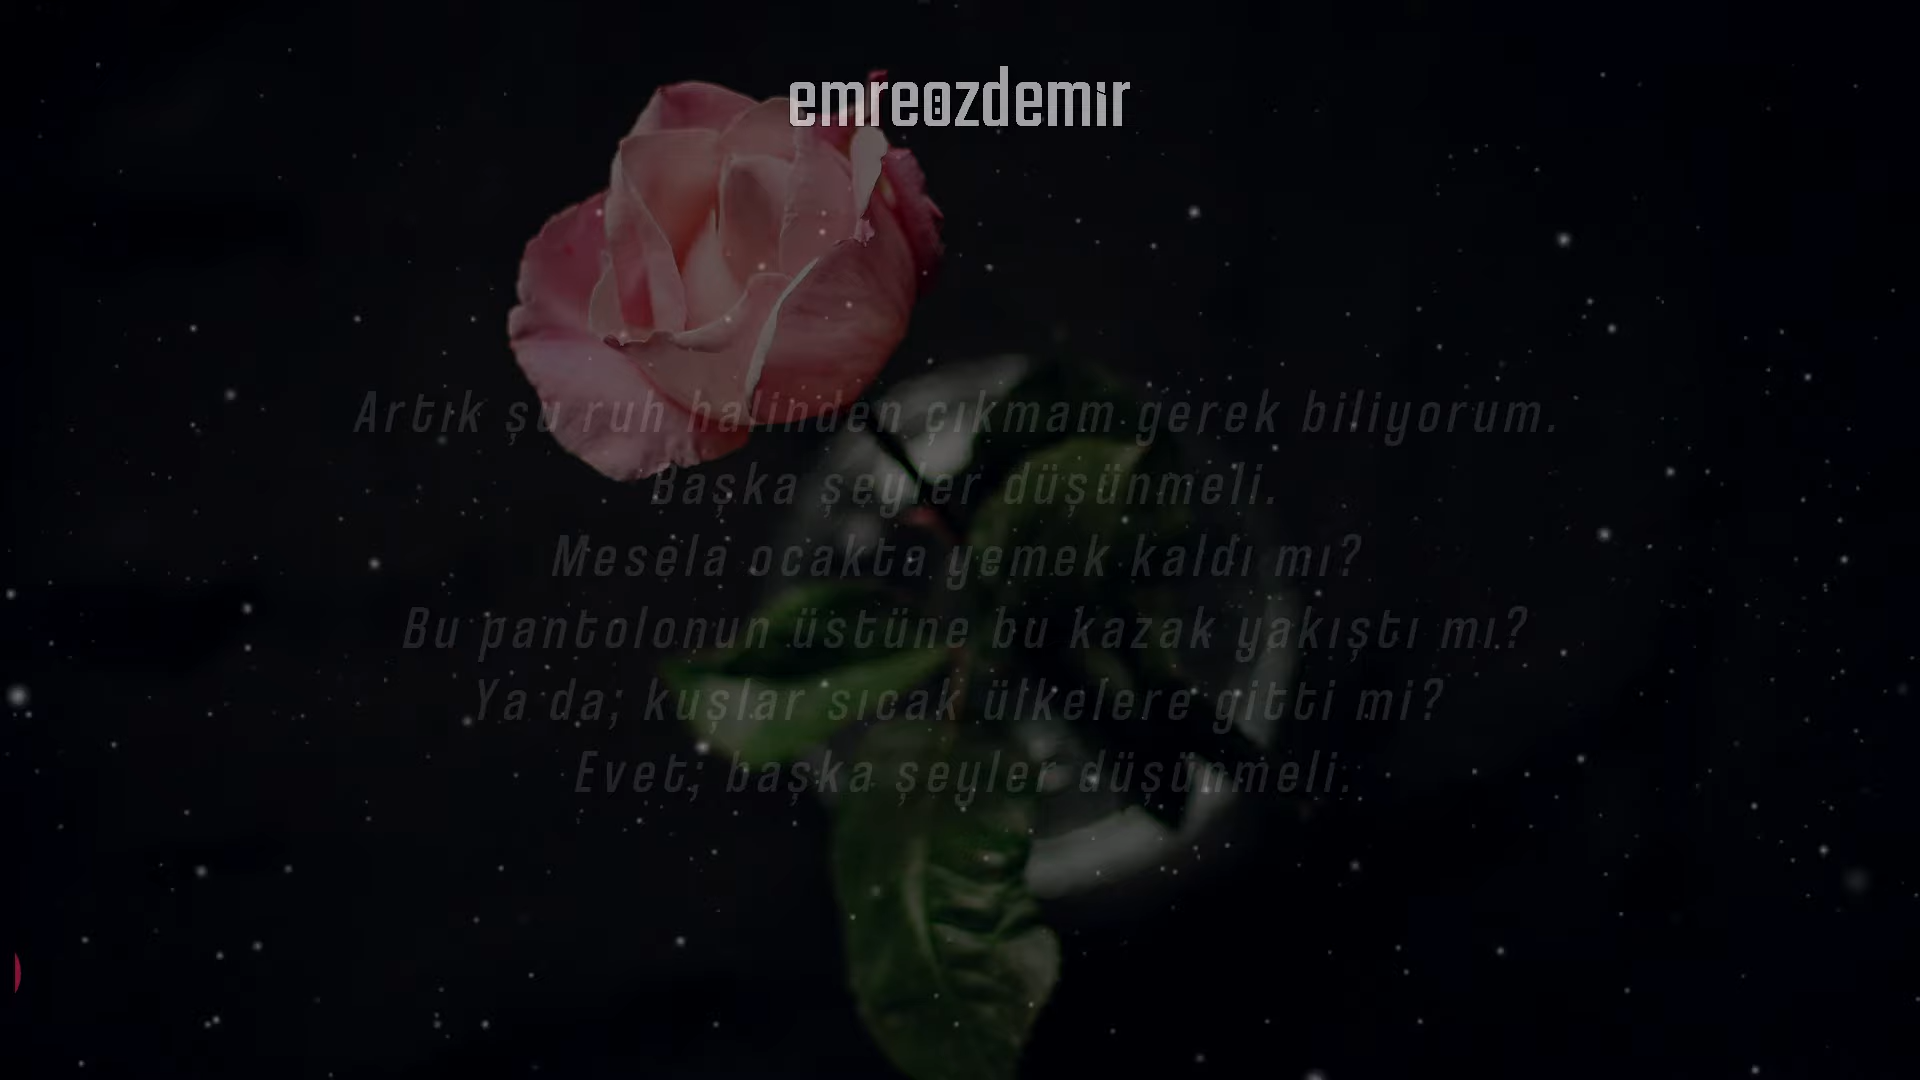 emreozdemır
Artık şu ruh halinden çıkmam gerek biliyorum.
Başka şeyler düşünmeli.
Mesela ocakta yemek kaldı mı?
Bu pantolonun üstüne bu kazak yakıştı mı?
Ya da; kuşlar sıcak ülkelere gitti mi?
Evet; başka şeyler düşünmeli.